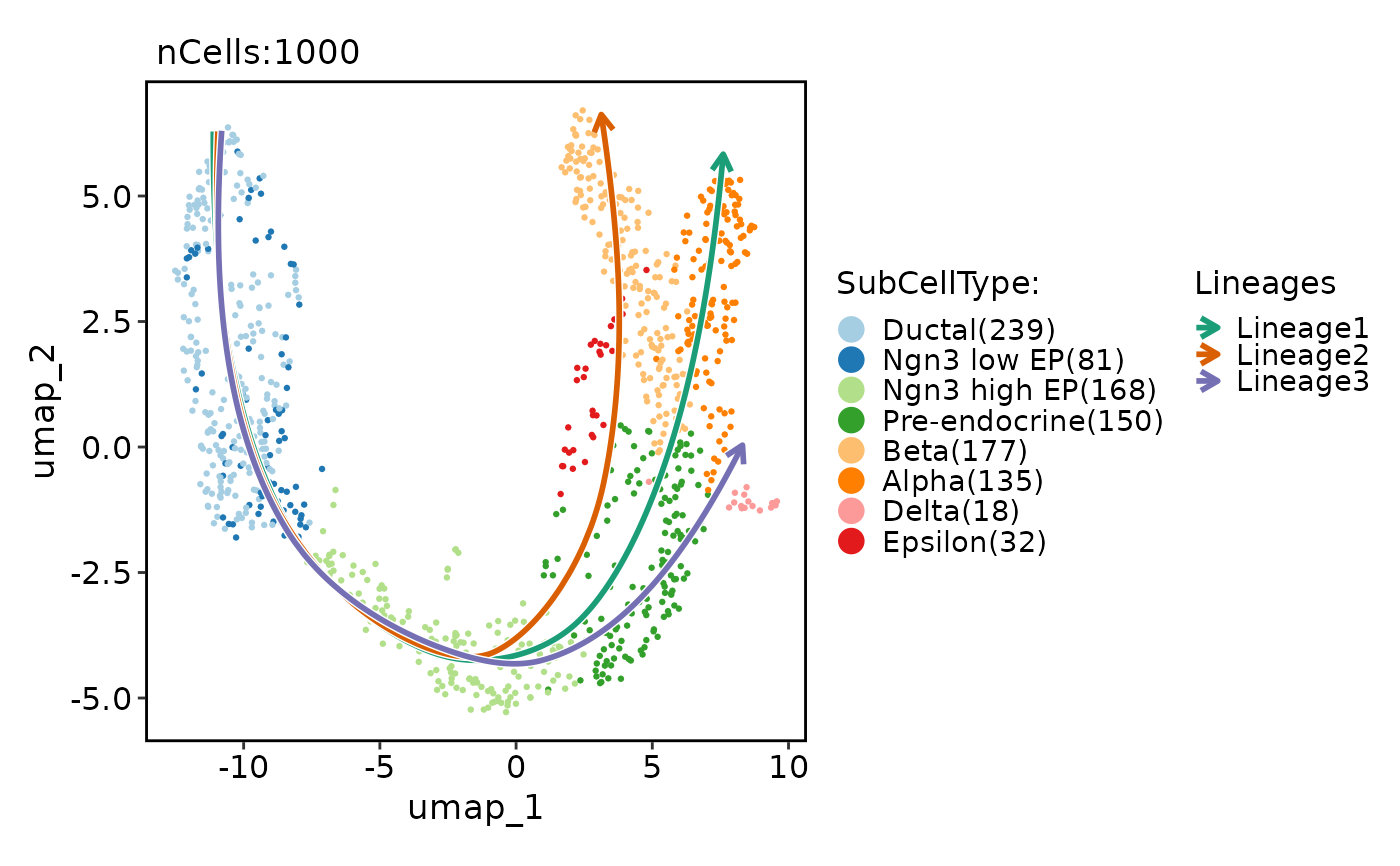 nCells:1000
umap_2
5.0
2.5
0.0
-2.5
-5.0
-10
-5
0
5
10
umap_1
SubCellType:
Ductal(239)
Ngn3 low EP(81)
Ngn3 high EP(168)
Pre-endocrine(150)
Beta(177)
Alpha(135)
Delta(18)
Epsilon(32)
Lineages
Lineage1
Lineage2
Lineage3